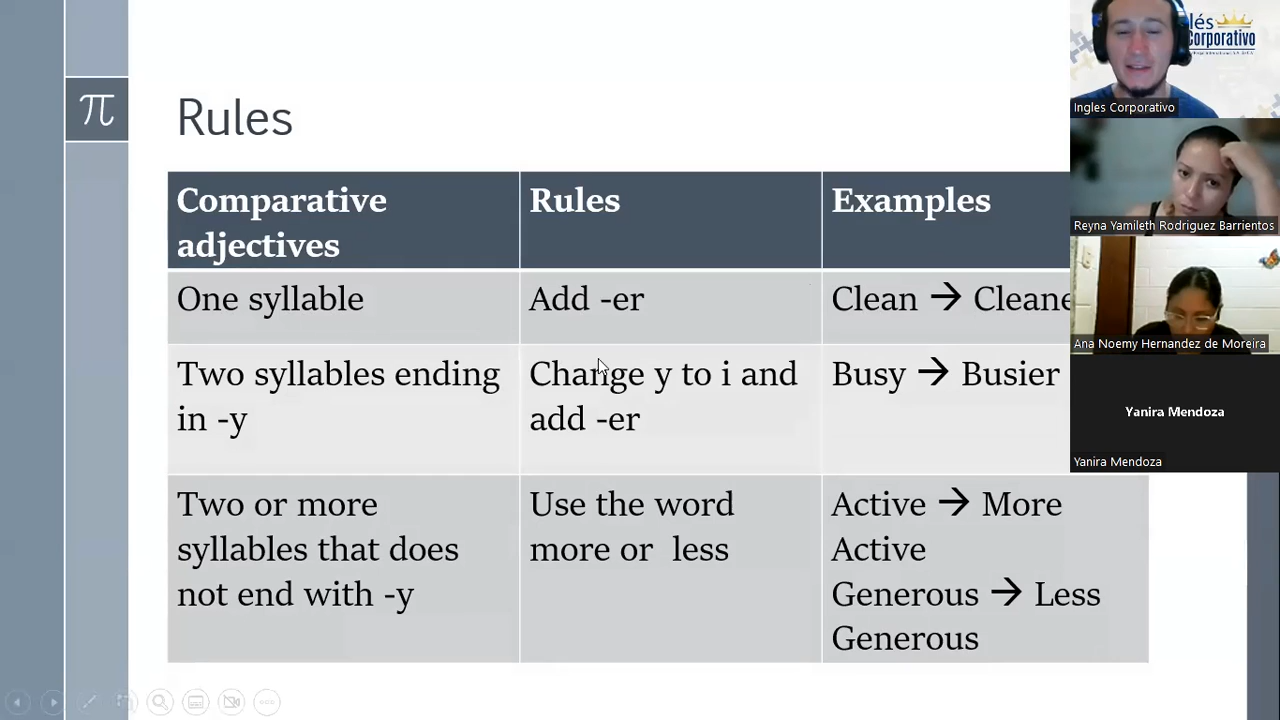 π
Rules
Comparative
adjectives
Rules
Examples
One syllable
Add -er
Clean → Cleane
Two syllables ending
in -y
Change y to i and
add -er
Busy → Busier
Two or more
syllables that does
not end with -y
Use the word
more or less
Active → More
Active
Generous → Less
Generous
lés
Corporativo
Ingles Corporativo
Reyna Yamileth Rodriguez Barrientos
Ana Noemy Hernandez de Moreira
Yanira Mendoza
Yanira Mendoza